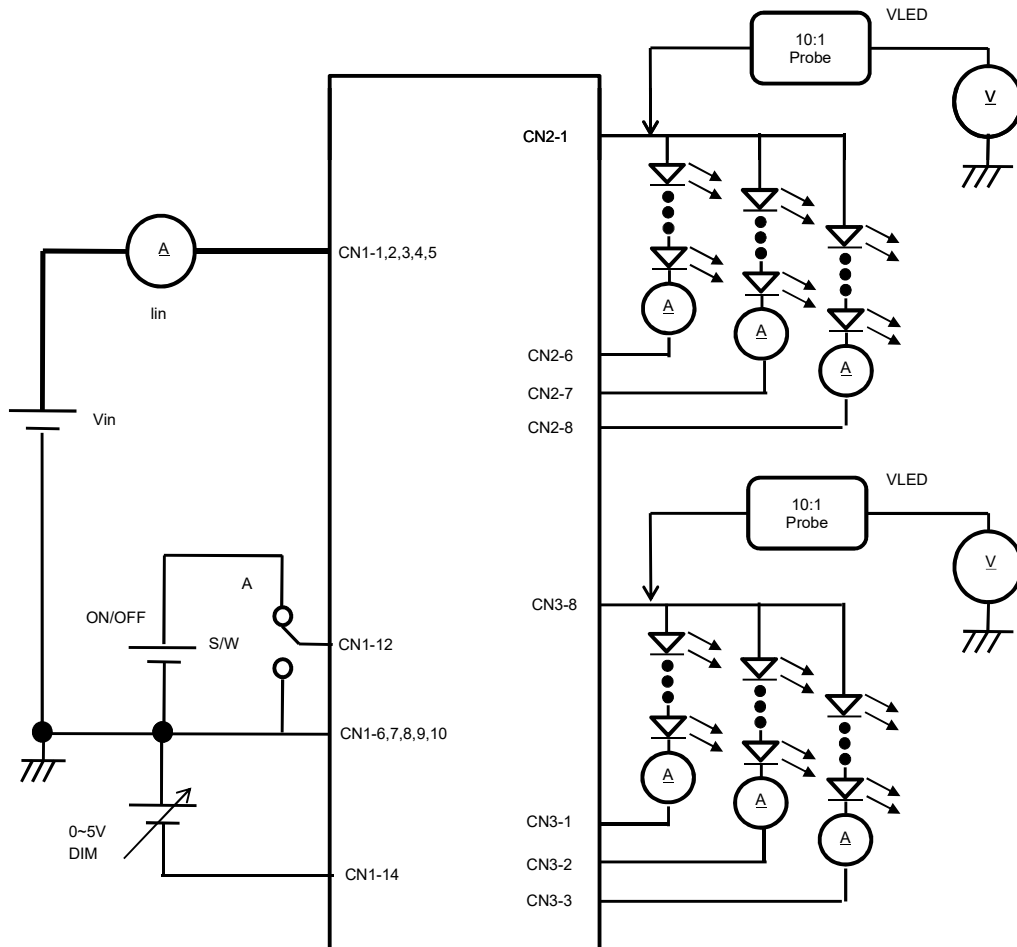 VLED
10:1
Probe
V
CN2-1
A
CN1-1,2,3,4,5
Iin
A
A
A
CN2-6
CN2-7
CN2-8
Vin
VLED
10:1
Probe
V
A
CN3-8
ON/OFF
S/W
CN1-12
CN1-6,7,8,9,10
A
A
A
0~5V
DIM
CN3-1
CN3-2
CN1-14
CN3-3